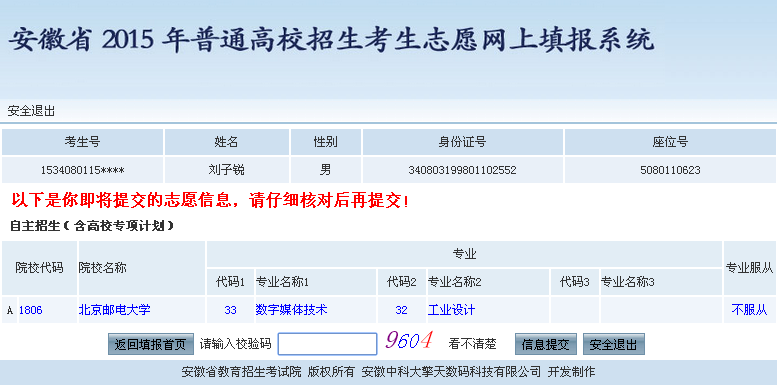 安徽省2015年普通高校招生考生志愿网上填报系统
安全退出
考生号 姓名 性别 身份证号 座位号
1534080115**** 刘子锐 男 340803199801102552 5080110623
以下是你即将提交的志愿信息，请仔细核对后再提交！
自主招生（含高校专项计划）
院校代码 院校名称 专业 专业服从
代码1 专业名称1 代码2 专业名称2 代码3 专业名称3
A 1806 北京邮电大学 33 数字媒体技术 32 工业设计 不服从
返回填报首页 请输入校验码 9604 看不清楚 信息提交 安全退出
安徽省教育招生考试院 版权所有 安徽中科大擎天数码科技有限公司 开发制作